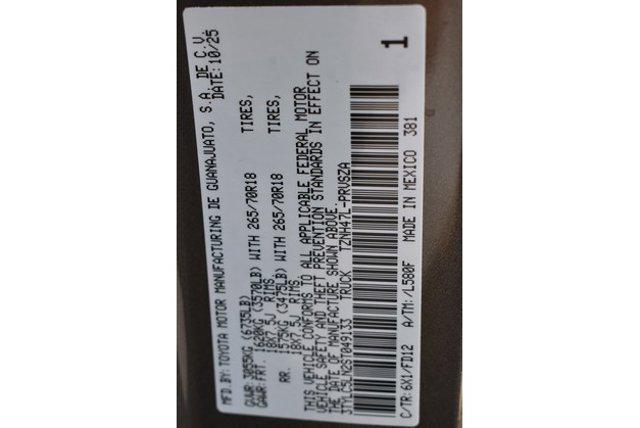 MFD.BY:TOYOTA MOTOR MANUFACTURING DE GUANAJUATO, S.A. DE C.V.
DATE:10/25
GVWR:3055KG (6735LB)
GAWR:FRT. 1620KG (3570LB) WITH 265/70R18 TIRES,
18X7.5J RIMS,
RR. 1575KG (3475LB) WITH 265/70R18 TIRES,
18X7.5J RIMS,
THIS VEHICLE CONFORMS TO ALL APPLICABLE FEDERAL MOTOR
VEHICLE SAFETY AND THEFT PREVENTION STANDARDS IN EFFECT ON
THE DATE OF MANUFACTURE SHOWN ABOVE.
3TYLC5LN2ST049133 TRUCK TZNH47L-PRVSZA
1
C/TR:6X1/FD12 A/TM:/L580F MADE IN MEXICO 381